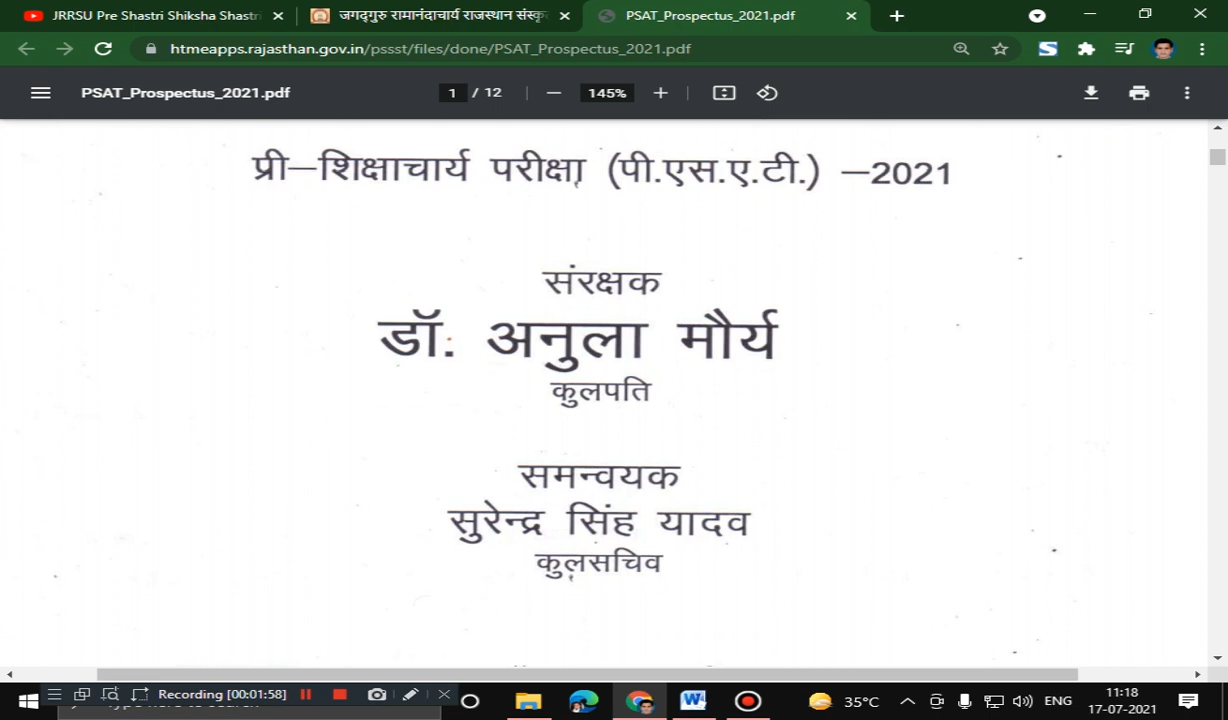 JRRSU Pre Shastri Shiksha Shastri
जगद्गुरु रामानंदाचार्य राजस्थान संस्कृ
PSAT_Prospectus_2021.pdf
htmeapps.rajasthan.gov.in/pssst/files/done/PSAT_Prospectus_2021.pdf
PSAT_Prospectus_2021.pdf
1 / 12
145%
प्री–शिक्षाचार्य परीक्षा (पी.एस.ए.टी.) –2021
संरक्षक
डॉ. अनुला मौर्य
कुलपति
समन्वयक
सुरेन्द्र सिंह यादव
कुलसचिव
Recording [00:01:58]
35°C
ENG
11:18
17-07-2021